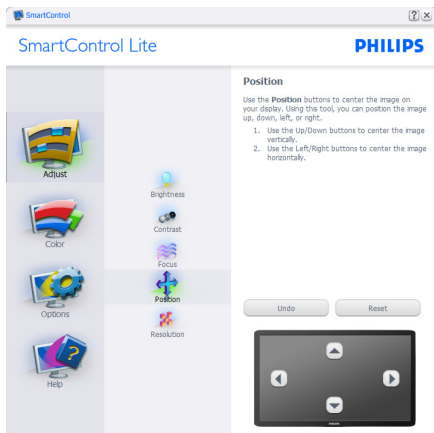 SmartControl
? ×
SmartControl Lite
PHILIPS
Adjust
Color
Options
Help
Brightness
Contrast
Focus
Position
Resolution
Position
Use the Position buttons to center the image on
your display. Using this tool, you can position the image
up, down, left, or right.
1. Use the Up/Down buttons to center the image
vertically.
2. Use the Left/Right buttons to center the image
horizontally.
Undo
Reset
PHILIPS